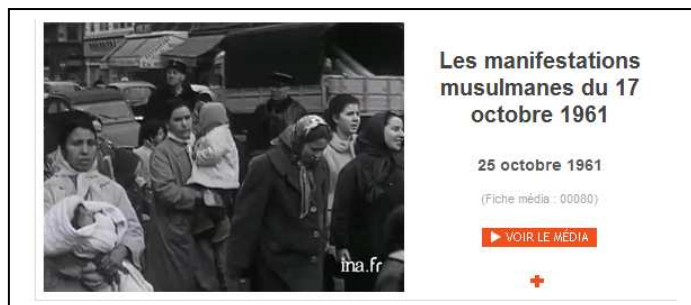 Les manifestations
musulmanes du 17
octobre 1961
25 octobre 1961
(Fiche média : 00080)
VOIR LE MÉDIA
ina.fr